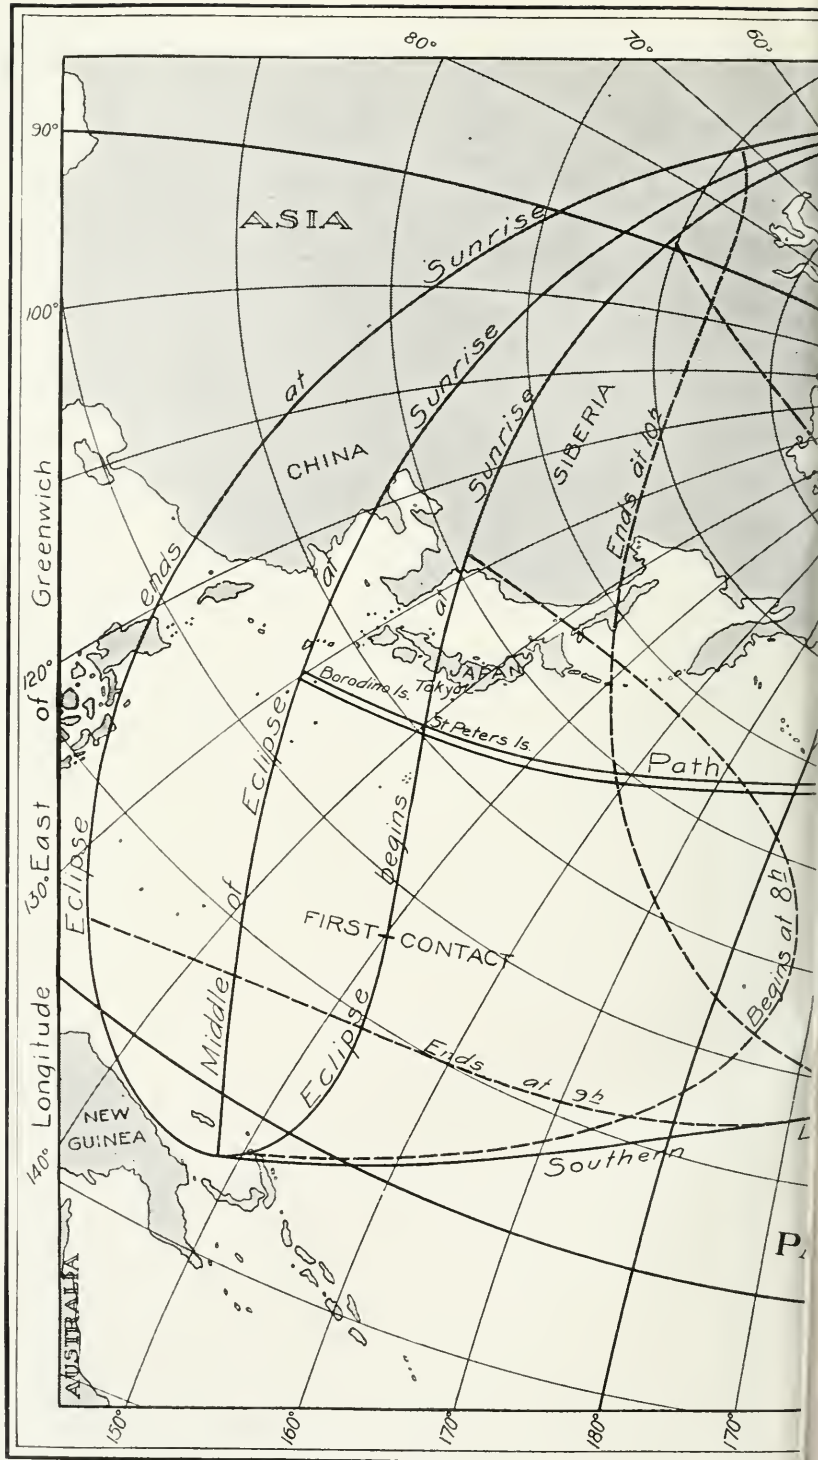 80°
70°
60°
90°
ASIA
Eclipse ends at Sunrise
100°
Middle of Eclipse at Sunrise
Eclipse begins at Sunrise
SIBERIA
CHINA
Ends at 10h
Longitude East of Greenwich
120°
JAPAN
Borodino Is. Tokyo
St Peters Is.
Path
130°
FIRST CONTACT
Begins at 8h
Ends at 9h
NEW
GUINEA
140°
Southern L
PA
AUSTRALIA
150°
160°
170°
180°
170°